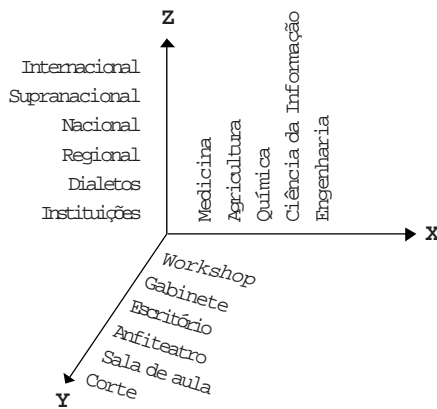 Z
Internacional
Supranacional
Nacional
Regional
Dialetos
Instituições
Medicina
Agricultura
Química
Ciência da Informação
Engenharia
X
Workshop
Gabinete
Escritório
Anfiteatro
Sala de aula
Corte
Y